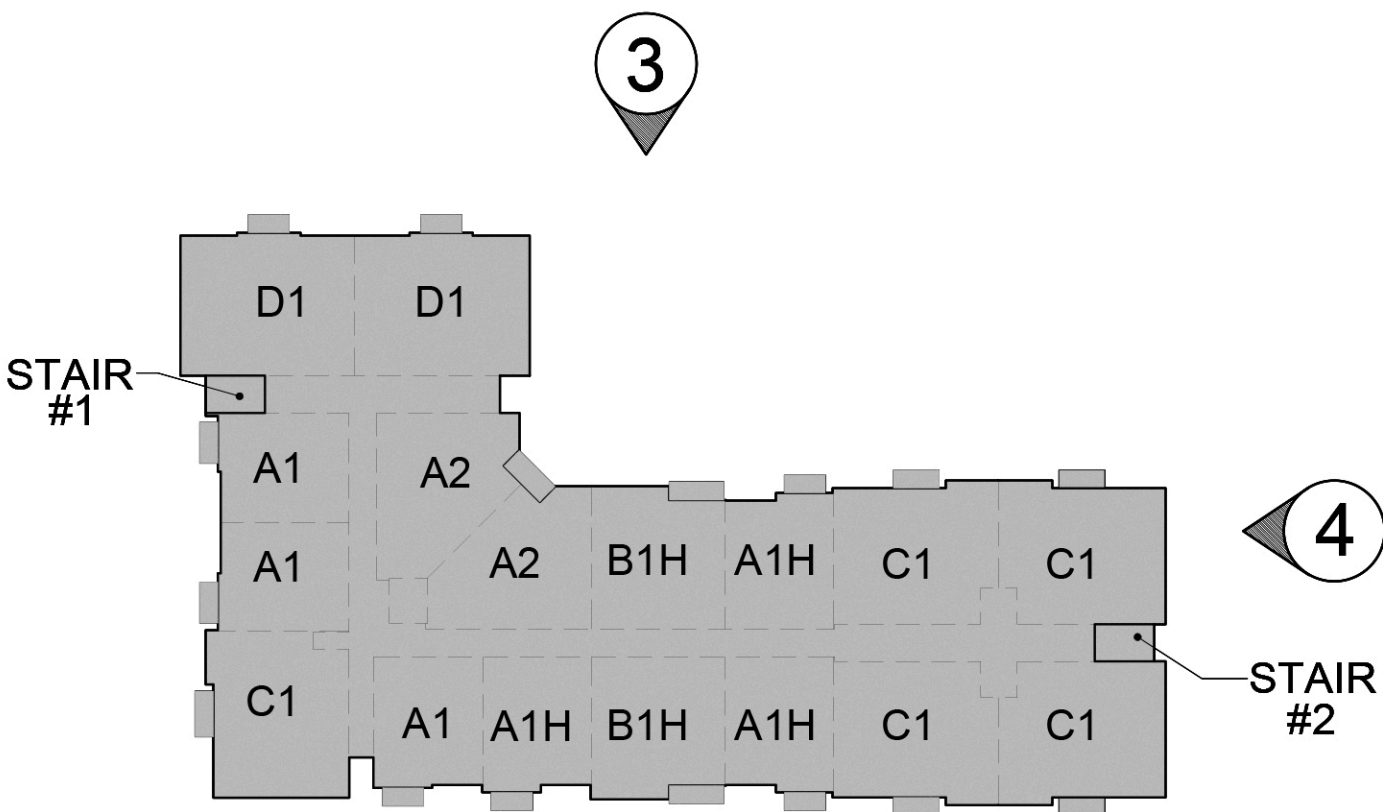 3
D1 D1
STAIR
#1
A1 A2
A1 A2 B1H A1H C1 C1
4
C1 A1 A1H B1H A1H C1 C1
STAIR
#2